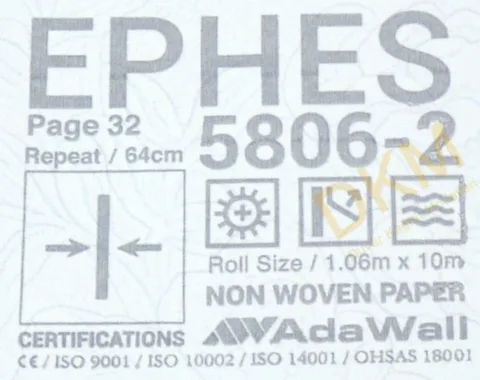 EPHES
Page 32
5806-2
Repeat / 64cm
Roll Size / 1.06m x 10m
NON WOVEN PAPER
CERTIFICATIONS
AdaWall
CE / ISO 9001 / ISO 10002 / ISO 14001 / OHSAS 18001
DKM